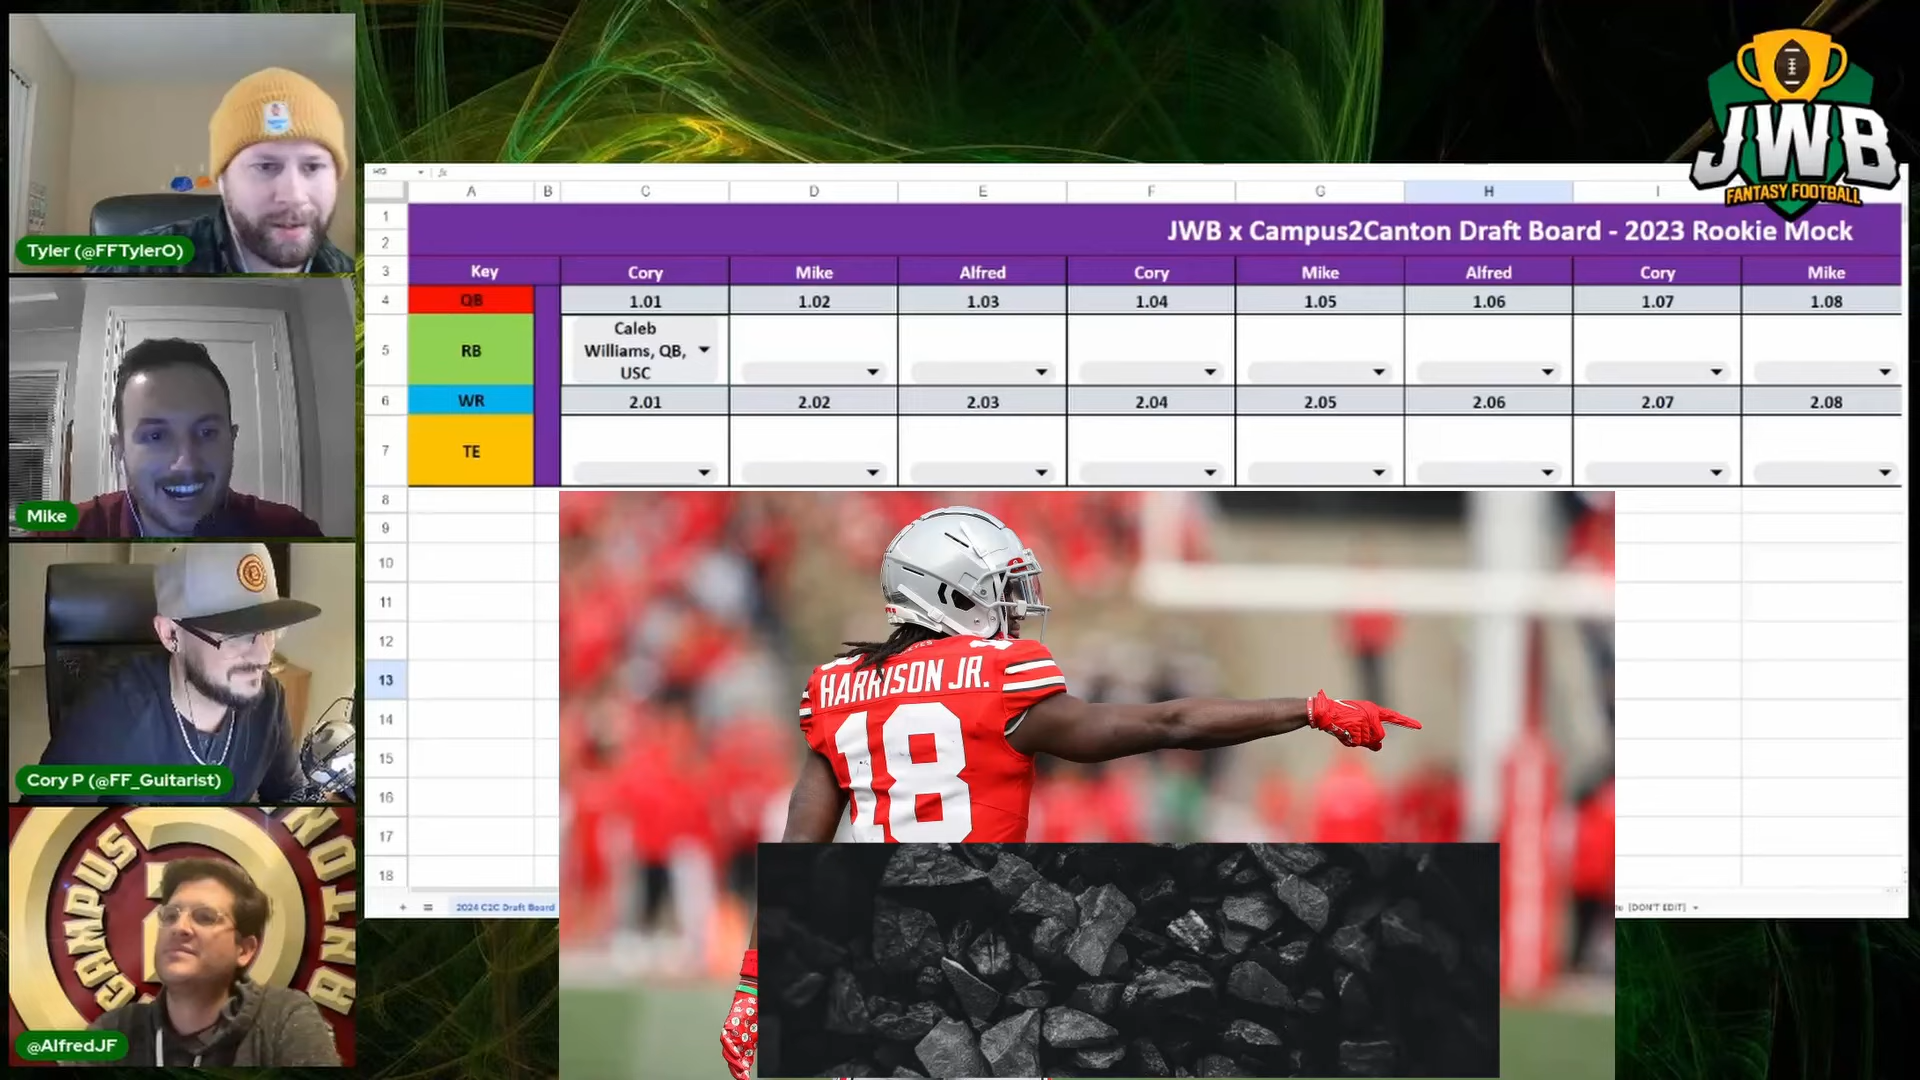 Tyler (@FFTylerO)
Mike
Cory P (@FF_Guitarist)
CAMPUS
2
CANTON
@AlfredJF
JWB
FANTASY FOOTBALL
A B C D E F G H I
JWB x Campus2Canton Draft Board - 2023 Rookie Mock
Key Cory Mike Alfred Cory Mike Alfred Cory Mike
QB 1.01 1.02 1.03 1.04 1.05 1.06 1.07 1.08
RB
Caleb
Williams, QB,
USC
WR 2.01 2.02 2.03 2.04 2.05 2.06 2.07 2.08
TE
1
2
3
4
5
6
7
8
9
10
11
12
13
14
15
16
17
18
HARRISON JR.
18
2024 C2C Draft Board
[DON'T EDIT]